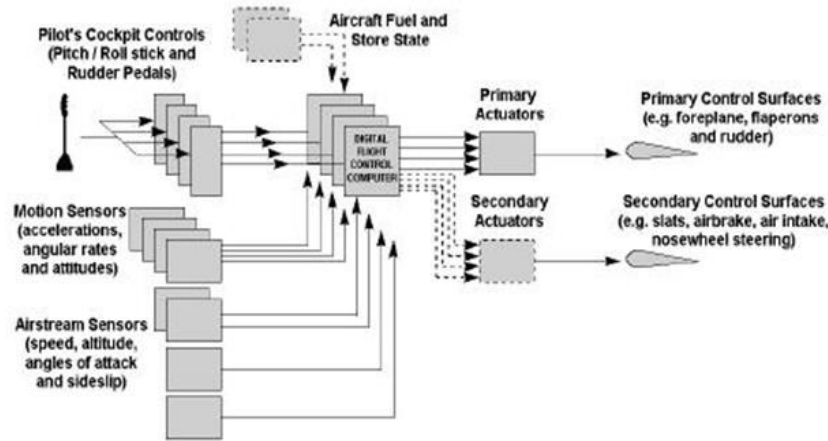 Pilot's Cockpit Controls
(Pitch / Roll stick and
Rudder Pedals)
Aircraft Fuel and
Store State
Primary
Actuators
Primary Control Surfaces
(e.g. foreplane, flaperons
and rudder)
DIGITAL
FLIGHT
CONTROL
COMPUTER
Motion Sensors
(accelerations,
angular rates
and attitudes)
Secondary
Actuators
Secondary Control Surfaces
(e.g. slats, airbrake, air intake,
nosewheel steering)
Airstream Sensors
(speed, altitude,
angles of attack
and sideslip)